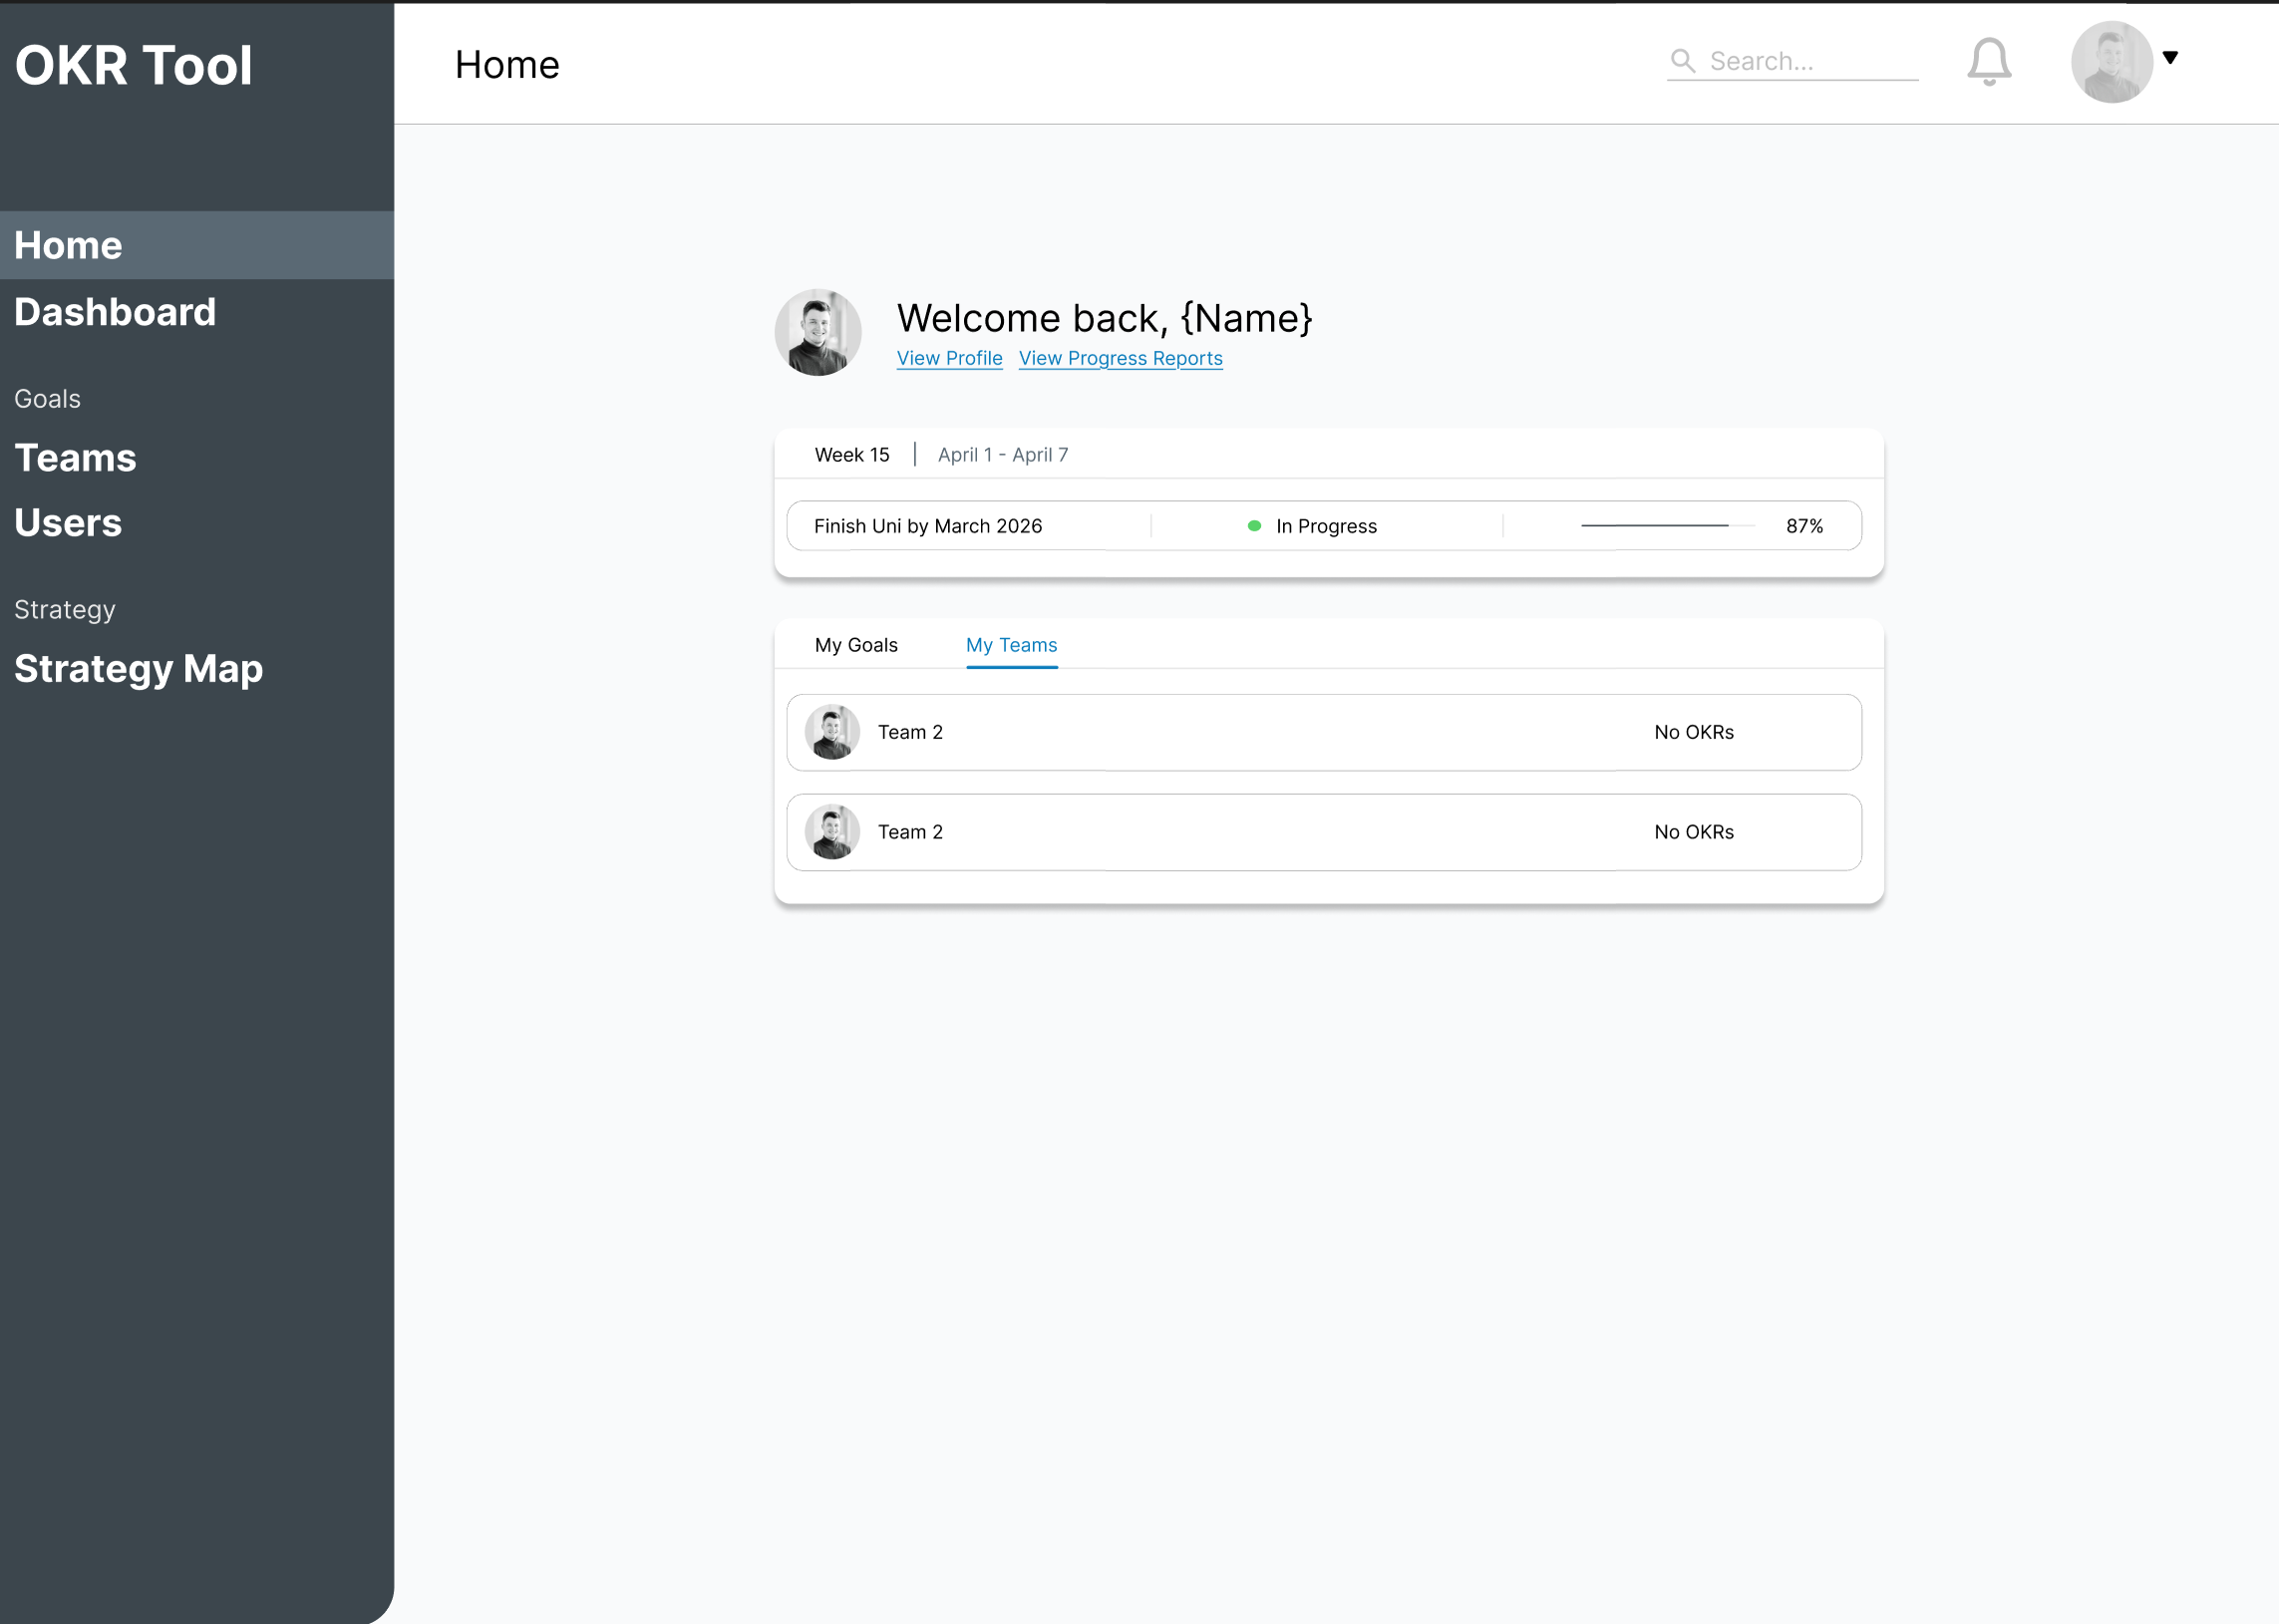 OKR Tool
Home
Dashboard
Goals
Teams
Users
Strategy
Strategy Map
Home
Search...
Welcome back, {Name}
View Profile View Progress Reports
Week 15 April 1 - April 7
Finish Uni by March 2026 In Progress 87%
My Goals My Teams
Team 2 No OKRs
Team 2 No OKRs